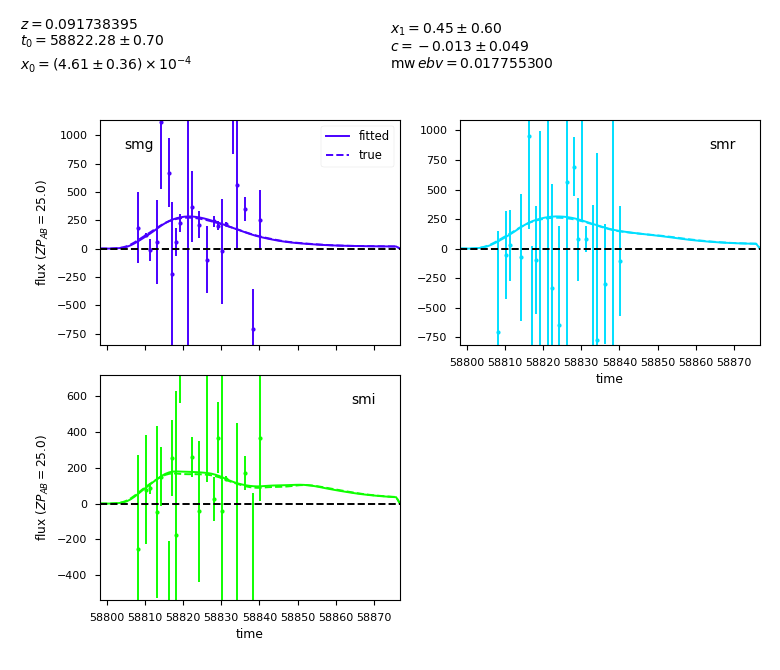 z = 0.091738395
t₀ = 58822.28 ± 0.70
x₀ = (4.61 ± 0.36) × 10⁻⁴
x₁ = 0.45 ± 0.60
c = −0.013 ± 0.049
mw ebv = 0.017755300
smg
fitted
true
1000
750
500
250
0
−250
−500
−750
flux (ZP_AB = 25.0)
smr
1000
750
500
250
0
−250
−500
−750
58800 58810 58820 58830 58840 58850 58860 58870
time
smi
600
400
200
0
−200
−400
flux (ZP_AB = 25.0)
58800 58810 58820 58830 58840 58850 58860 58870
time